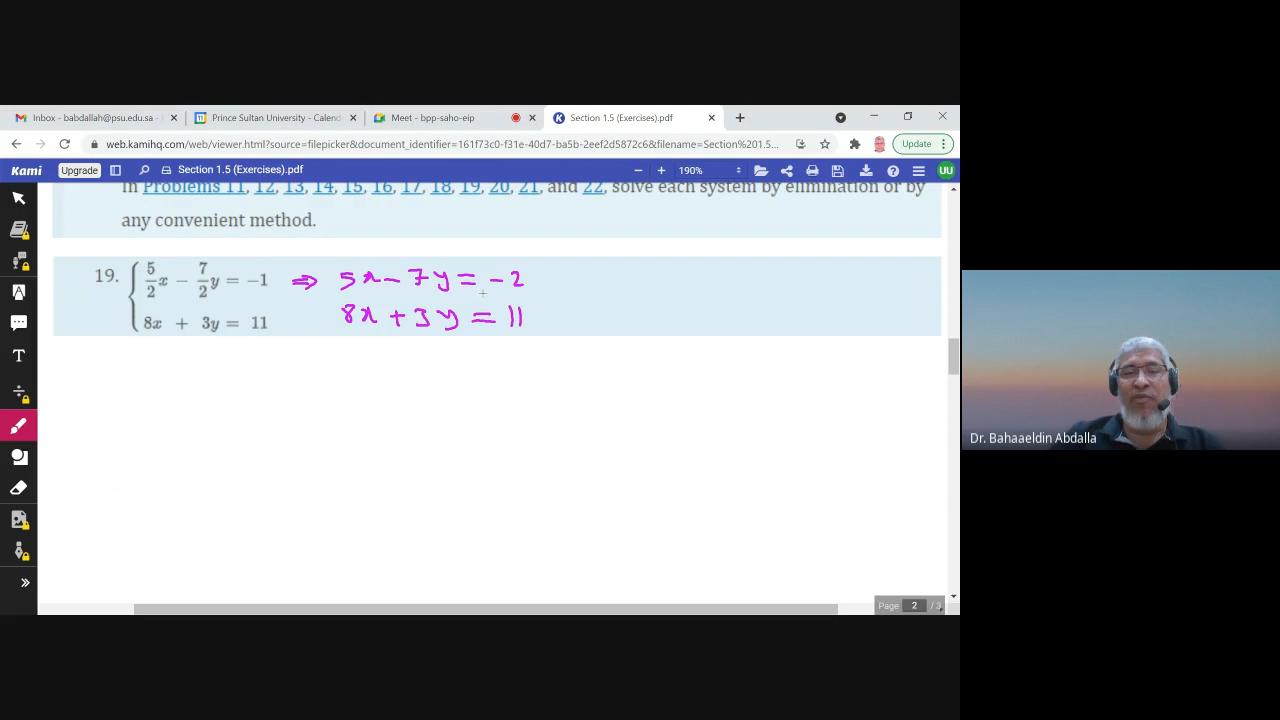 Inbox - babdallah@psu.edu.sa -
Prince Sultan University - Calend
Meet - bpp-saho-eip
Section 1.5 (Exercises).pdf
web.kamihq.com/web/viewer.html?source=filepicker&document_identifier=161f73c0-f31e-40d7-ba5b-2eef2d5872c6&filename=Section%201.5...
Update
Kami
Upgrade
Section 1.5 (Exercises).pdf
UU
190%
In Problems 11, 12, 13, 14, 15, 16, 17, 18, 19, 20, 21, and 22, solve each system by elimination or by
any convenient method.
19. { 5/2 x − 7/2 y = −1 ⇒ 5x − 7y = −2
8x + 3y = 11 8x + 3y = 11
Dr. Bahaaeldin Abdalla
Page 2 / 3